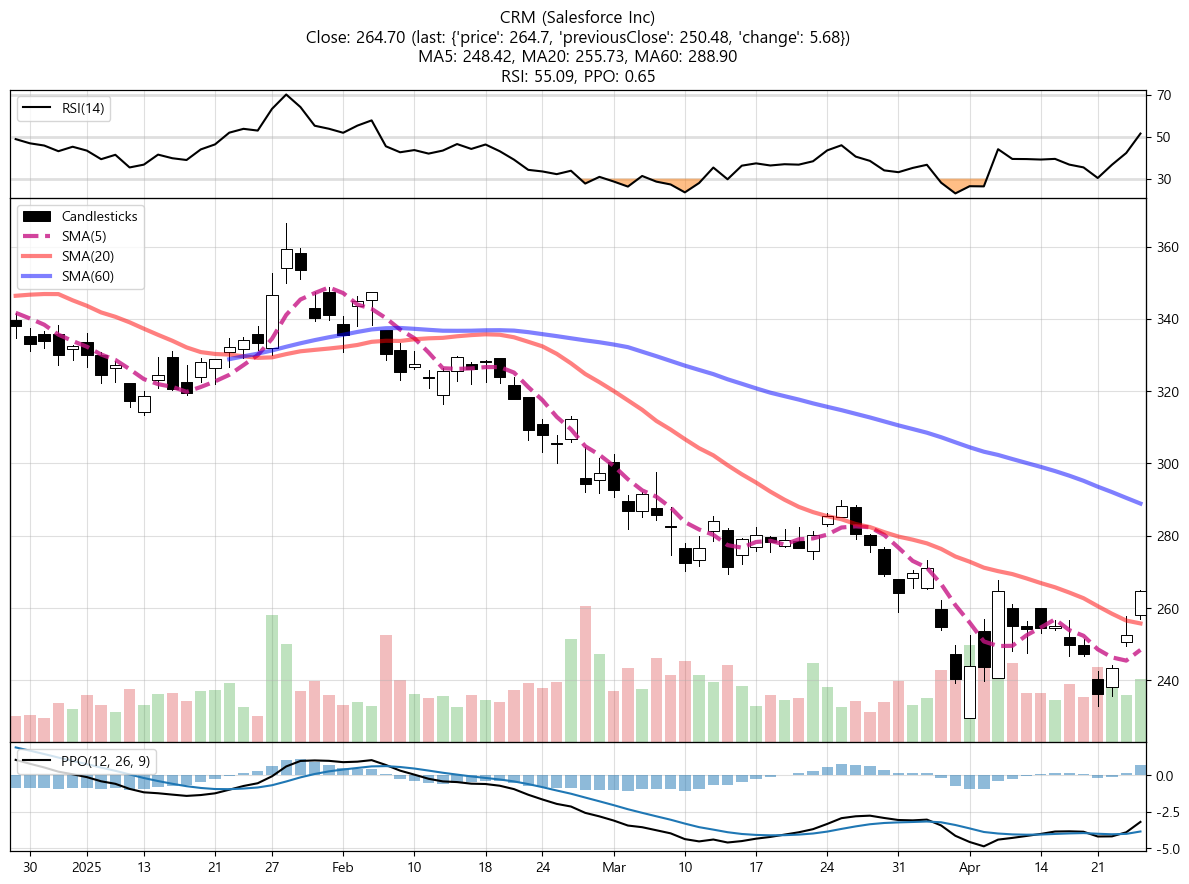 CRM (Salesforce Inc)
Close: 264.70 (last: {'price': 264.7, 'previousClose': 250.48, 'change': 5.68})
MA5: 248.42, MA20: 255.73, MA60: 288.90
RSI: 55.09, PPO: 0.65
RSI(14)
70
50
30
Candlesticks
SMA(5)
SMA(20)
SMA(60)
360
340
320
300
280
260
240
PPO(12, 26, 9)
0.0
-2.5
-5.0
30 2025 13 21 27 Feb 10 18 24 Mar 10 17 24 31 Apr 14 21